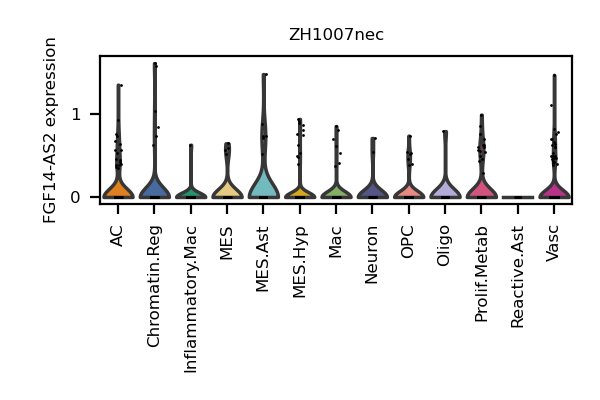 ZH1007nec
FGF14-AS2 expression
1
0
AC
Chromatin.Reg
Inflammatory.Mac
MES
MES.Ast
MES.Hyp
Mac
Neuron
OPC
Oligo
Prolif.Metab
Reactive.Ast
Vasc